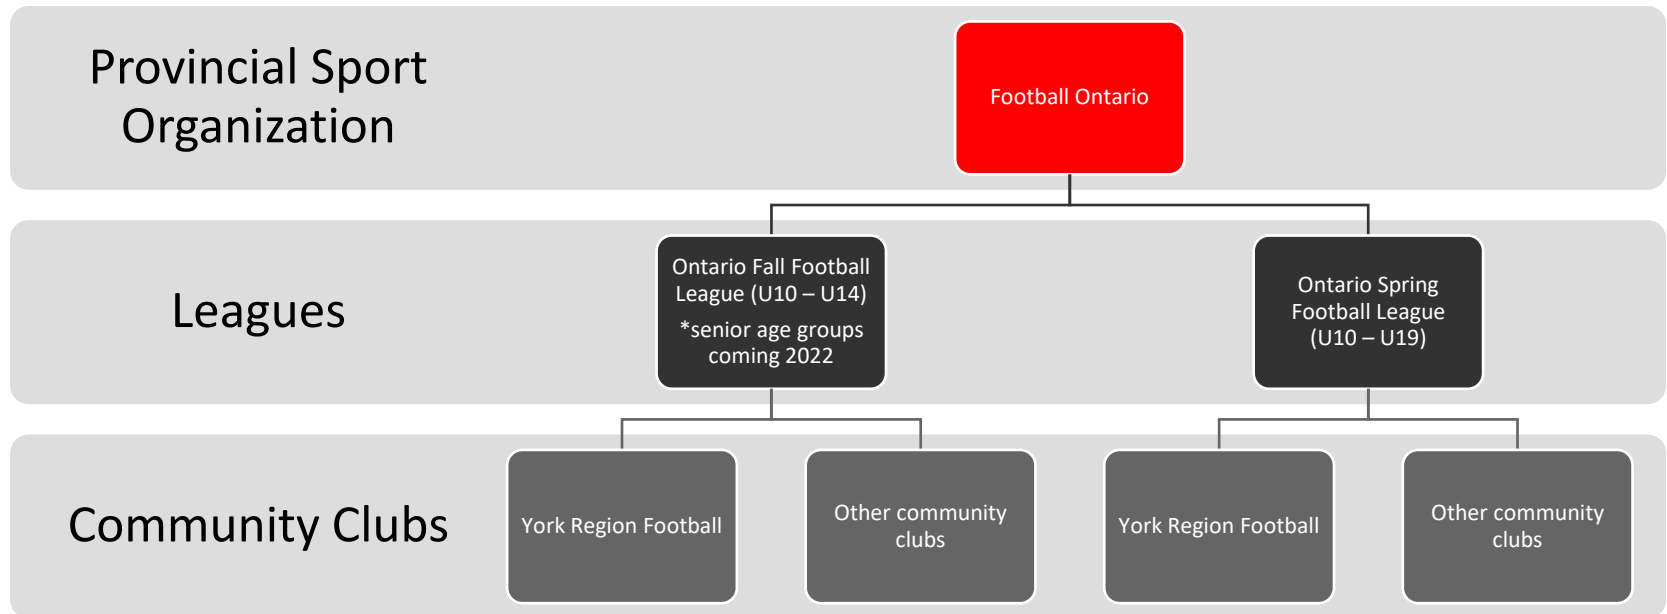 Provincial Sport
Organization
Football Ontario
Leagues
Ontario Fall Football
League (U10 – U14)
*senior age groups
coming 2022
Ontario Spring
Football League
(U10 – U19)
Community Clubs
York Region Football
Other community
clubs
York Region Football
Other community
clubs